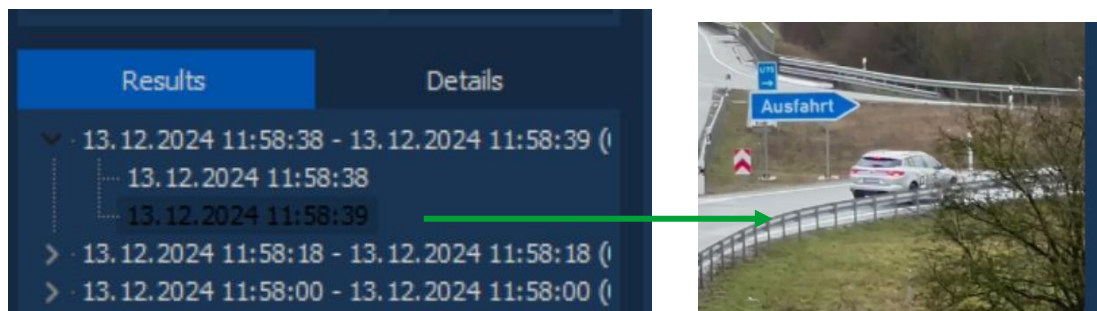 Results
Details
13.12.2024 11:58:38 - 13.12.2024 11:58:39 (
13.12.2024 11:58:38
13.12.2024 11:58:39
13.12.2024 11:58:18 - 13.12.2024 11:58:18 (
13.12.2024 11:58:00 - 13.12.2024 11:58:00 (
Ausfahrt